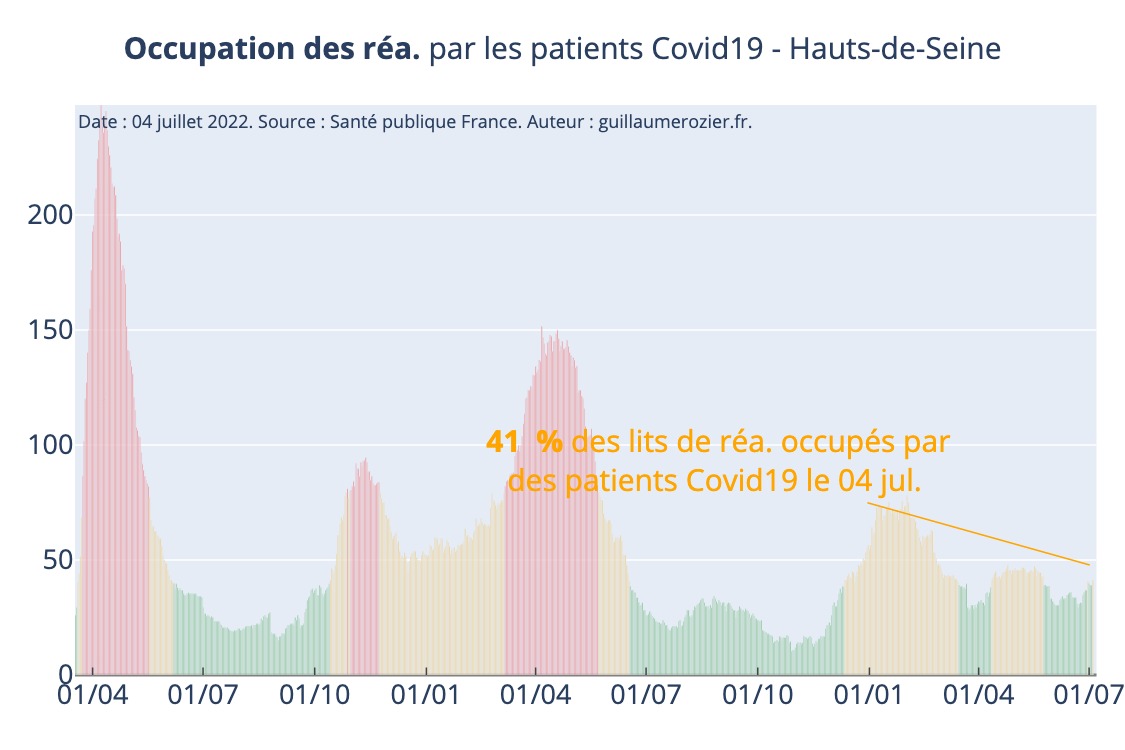 Occupation des réa. par les patients Covid19 - Hauts-de-Seine
Date : 04 juillet 2022. Source : Santé publique France. Auteur : guillaumerozier.fr.
200
150
100
50
0
41 % des lits de réa. occupés par
des patients Covid19 le 04 jul.
01/04 01/07 01/10 01/01 01/04 01/07 01/10 01/01 01/04 01/07